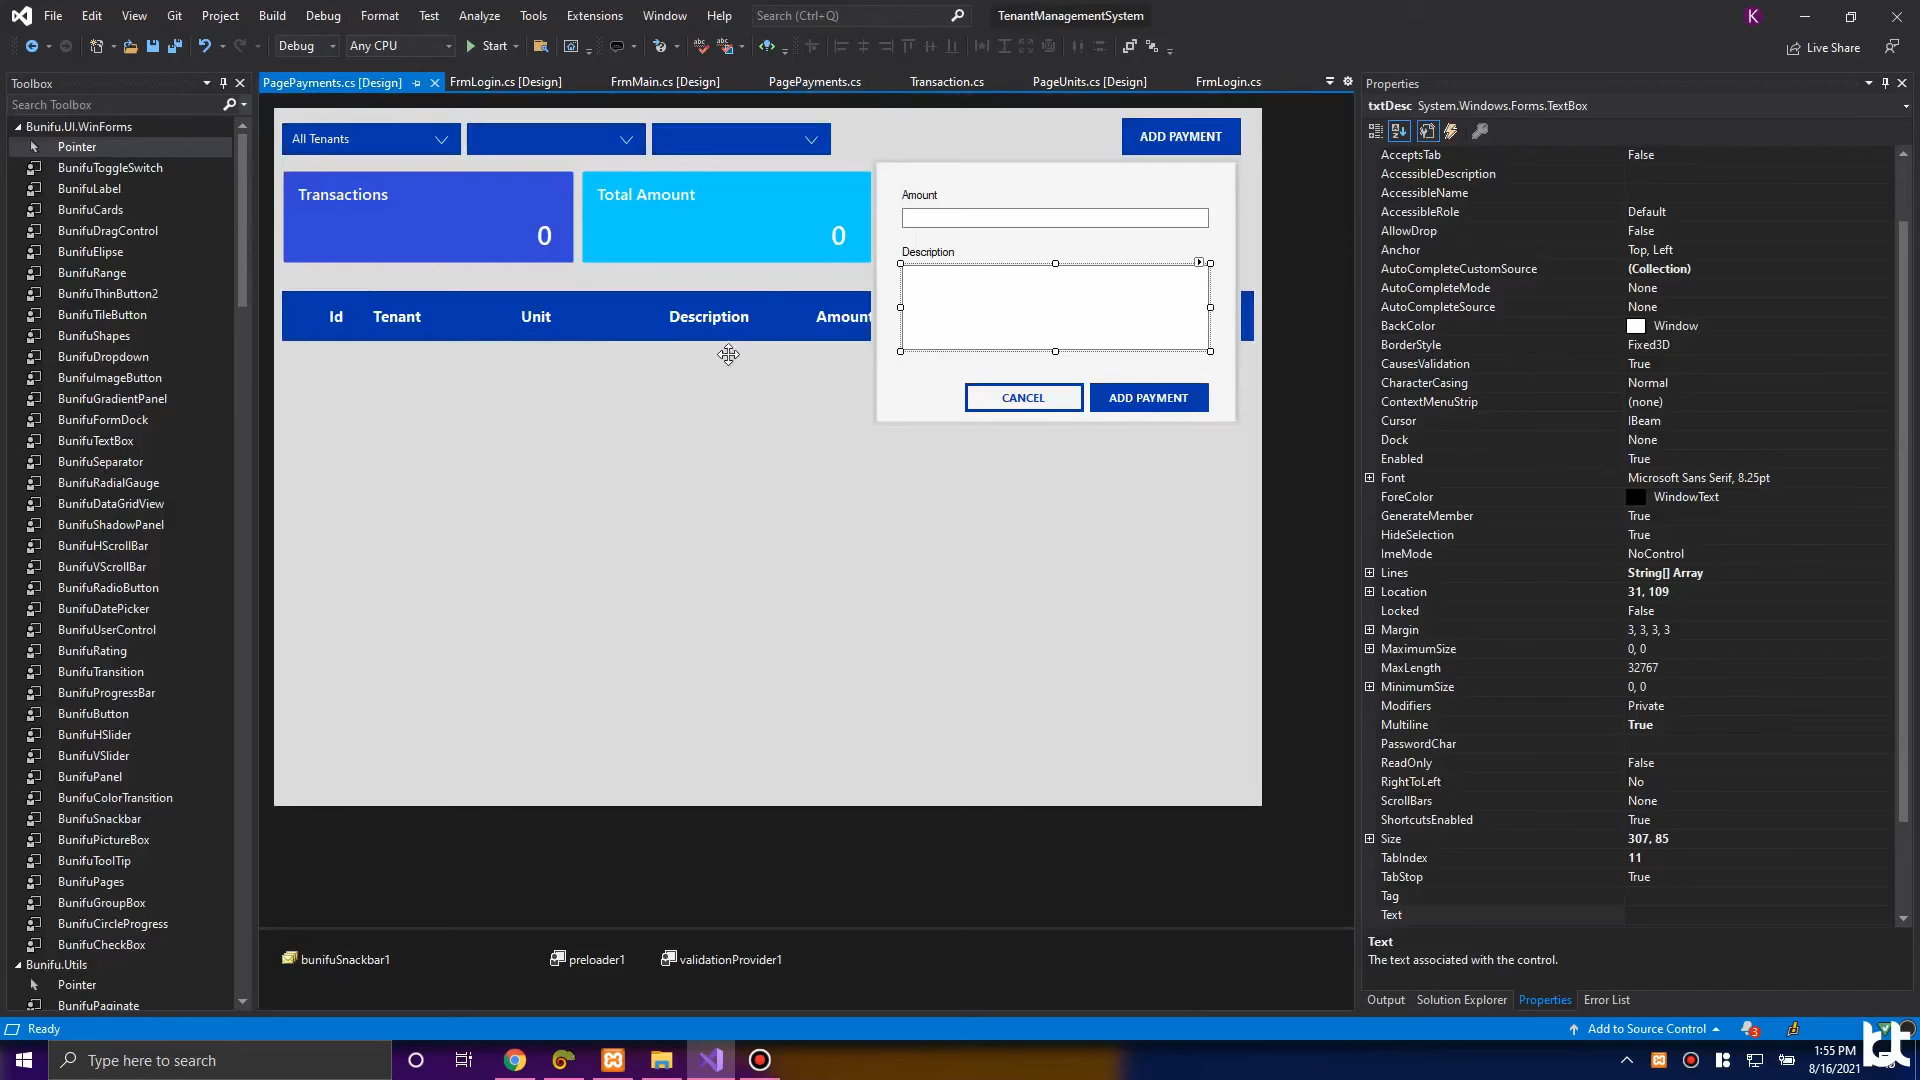 File Edit View Git Project Build Debug Format Test Analyze Tools Extensions Window Help Search (Ctrl+Q) TenantManagementSystem K
Debug Any CPU Start Live Share
Toolbox
Search Toolbox
Bunifu.UI.WinForms
Pointer
BunifuToggleSwitch
BunifuLabel
BunifuCards
BunifuDragControl
BunifuElipse
BunifuRange
BunifuThinButton2
BunifuTileButton
BunifuShapes
BunifuDropdown
BunifuImageButton
BunifuGradientPanel
BunifuFormDock
BunifuTextBox
BunifuSeparator
BunifuRadialGauge
BunifuDataGridView
BunifuShadowPanel
BunifuHScrollBar
BunifuVScrollBar
BunifuRadioButton
BunifuDatePicker
BunifuUserControl
BunifuRating
BunifuTransition
BunifuProgressBar
BunifuButton
BunifuHSlider
BunifuVSlider
BunifuPanel
BunifuColorTransition
BunifuSnackbar
BunifuPictureBox
BunifuToolTip
BunifuPages
BunifuGroupBox
BunifuCircleProgress
BunifuCheckBox
Bunifu.Utils
Pointer
BunifuPaginate
PagePayments.cs [Design] FrmLogin.cs [Design] FrmMain.cs [Design] PagePayments.cs Transaction.cs PageUnits.cs [Design] FrmLogin.cs
All Tenants ADD PAYMENT
Transactions Total Amount
0 0
Amount
Description
Id Tenant Unit Description Amount
CANCEL ADD PAYMENT
bunifuSnackbar1 preloader1 validationProvider1
Properties
txtDesc System.Windows.Forms.TextBox
AcceptsTab False
AccessibleDescription
AccessibleName
AccessibleRole Default
AllowDrop False
Anchor Top, Left
AutoCompleteCustomSource (Collection)
AutoCompleteMode None
AutoCompleteSource None
BackColor Window
BorderStyle Fixed3D
CausesValidation True
CharacterCasing Normal
ContextMenuStrip (none)
Cursor IBeam
Dock None
Enabled True
Font Microsoft Sans Serif, 8.25pt
ForeColor WindowText
GenerateMember True
HideSelection True
ImeMode NoControl
Lines String[] Array
Location 31, 109
Locked False
Margin 3, 3, 3, 3
MaximumSize 0, 0
MaxLength 32767
MinimumSize 0, 0
Modifiers Private
Multiline True
PasswordChar
ReadOnly False
RightToLeft No
ScrollBars None
ShortcutsEnabled True
Size 307, 85
TabIndex 11
TabStop True
Tag
Text
Text
The text associated with the control.
Output Solution Explorer Properties Error List
Ready Add to Source Control 3
Type here to search
1:55 PM
8/16/2021